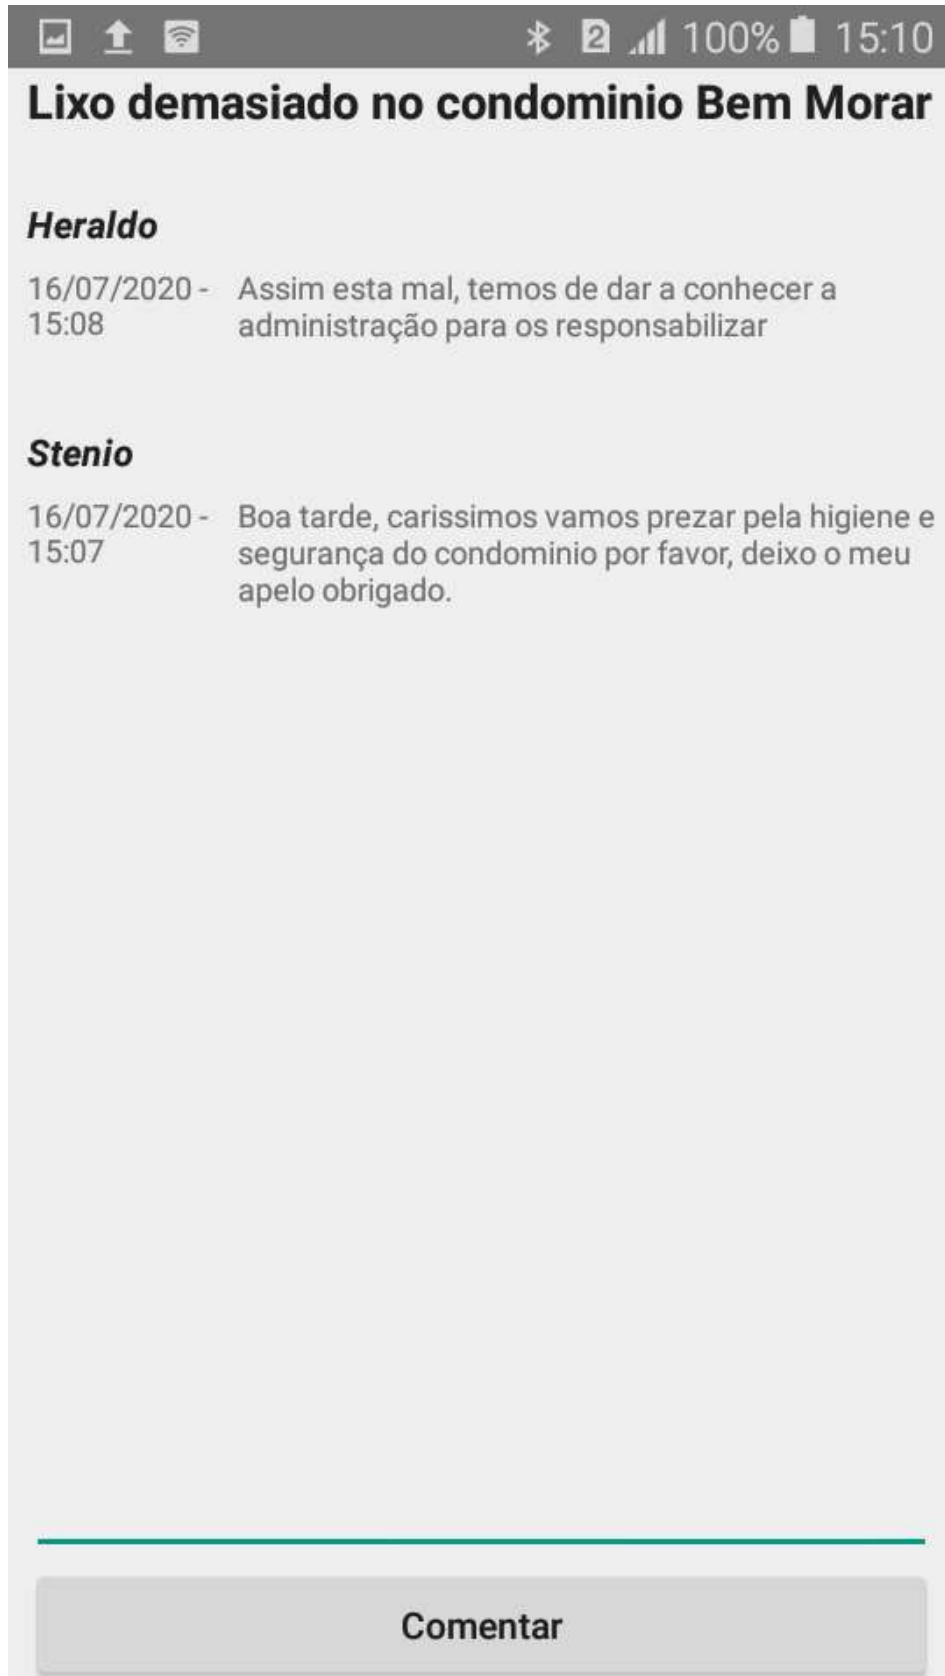 2 100% 15:10
Lixo demasiado no condominio Bem Morar
Heraldo
16/07/2020 - Assim esta mal, temos de dar a conhecer a
15:08 administração para os responsabilizar
Stenio
16/07/2020 - Boa tarde, carissimos vamos prezar pela higiene e
15:07 segurança do condominio por favor, deixo o meu
apelo obrigado.
Comentar